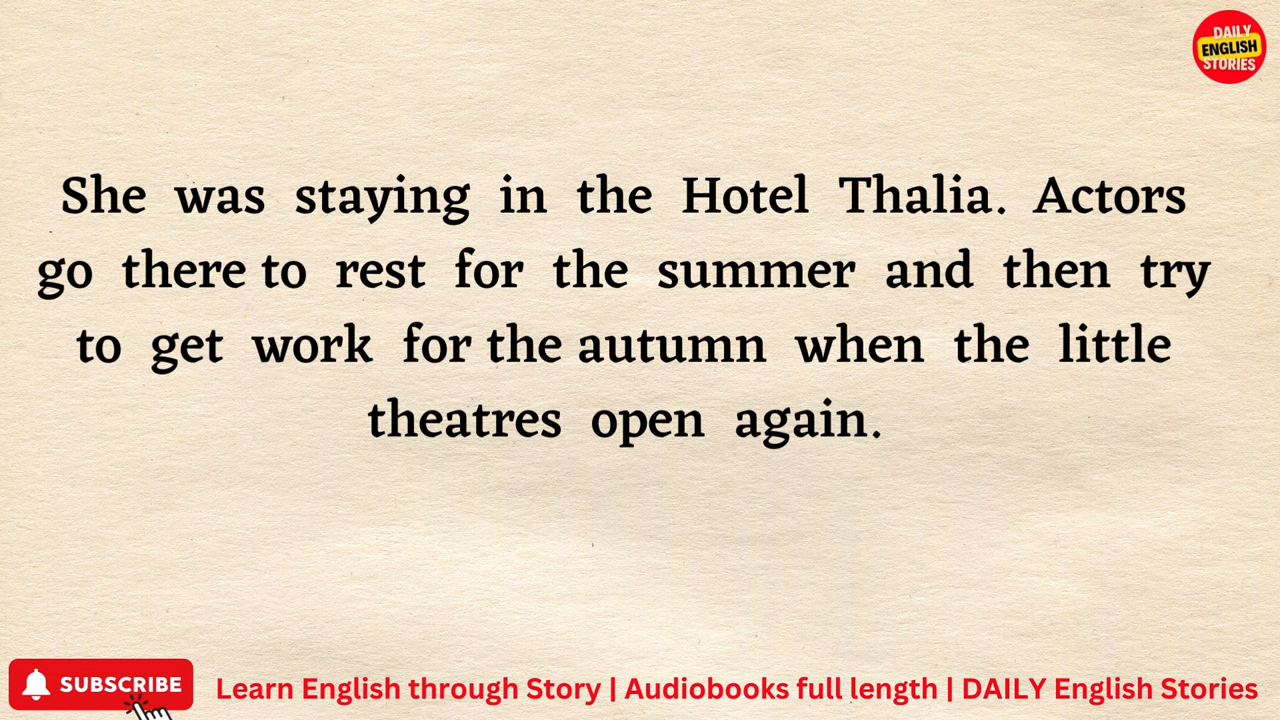 DAILY
ENGLISH
STORIES
She was staying in the Hotel Thalia. Actors
go there to rest for the summer and then try
to get work for the autumn when the little
theatres open again.
SUBSCRIBE
Learn English through Story | Audiobooks full length | DAILY English Stories